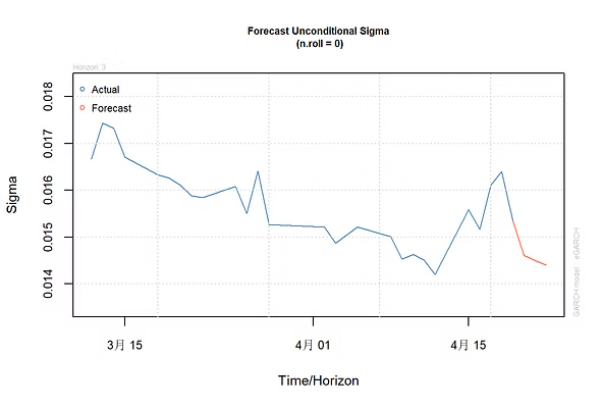 Forecast Unconditional Sigma
(n.roll = 0)
Horizon: 3
Actual
Forecast
0.018
0.017
0.016
0.015
0.014
Sigma
3月 15
4月 01
4月 15
Time/Horizon
GARCH model : eGARCH